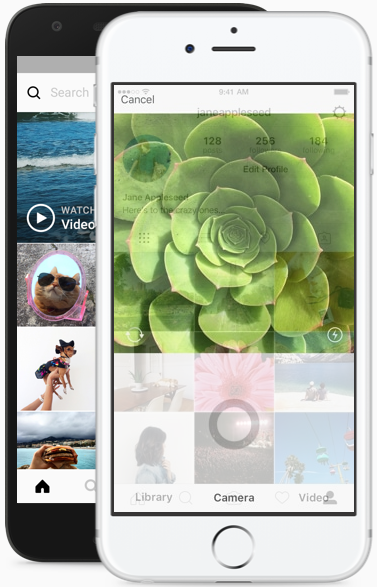 Search
WATCH
Video
9:41 AM
Cancel
janeappleseed
128
256
184
Edit Profile
Jane Appleseed
Here's to the crazy ones...
Library
Camera
Video